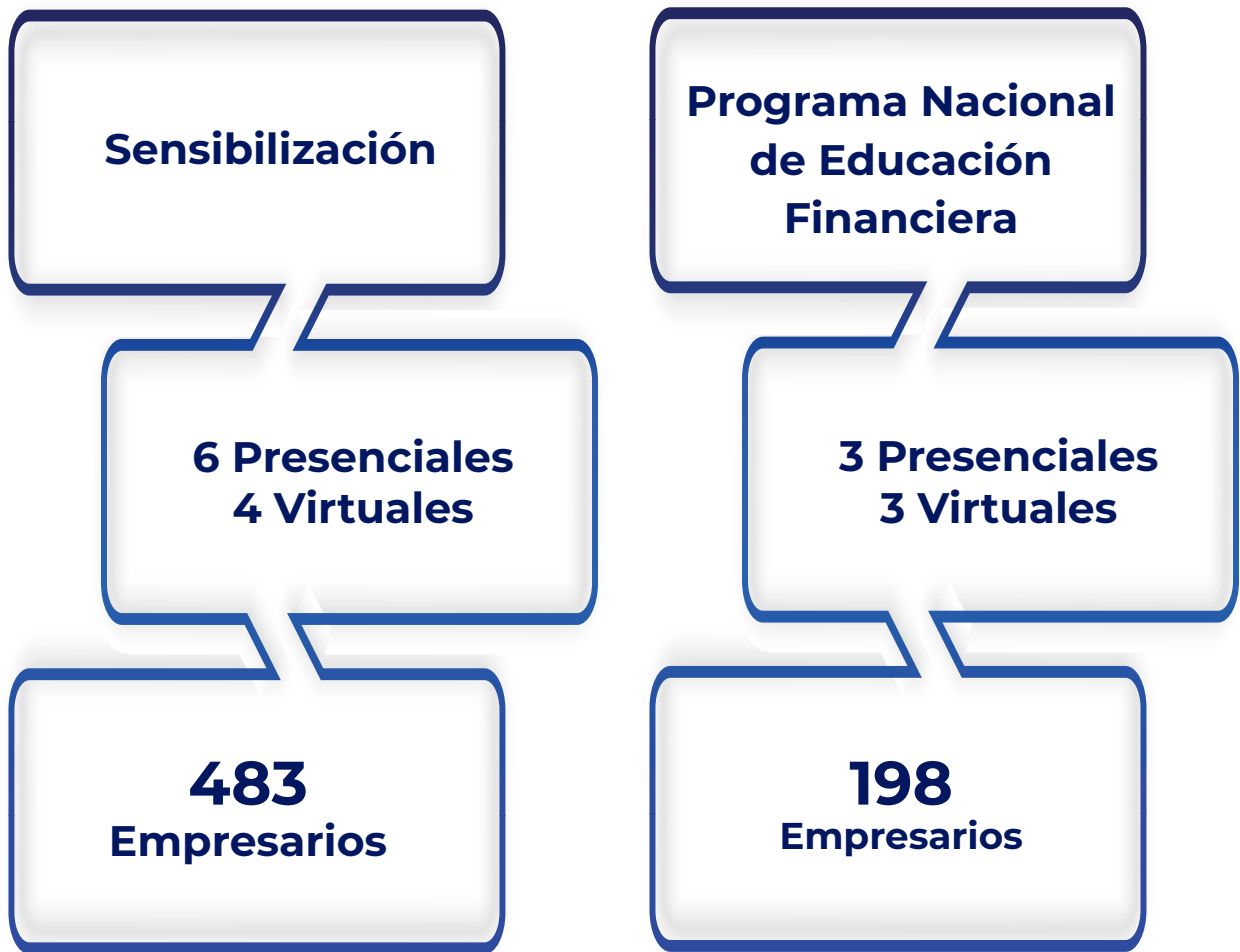 Sensibilización
6 Presenciales
4 Virtuales
483
Empresarios
Programa Nacional
de Educación
Financiera
3 Presenciales
3 Virtuales
198
Empresarios